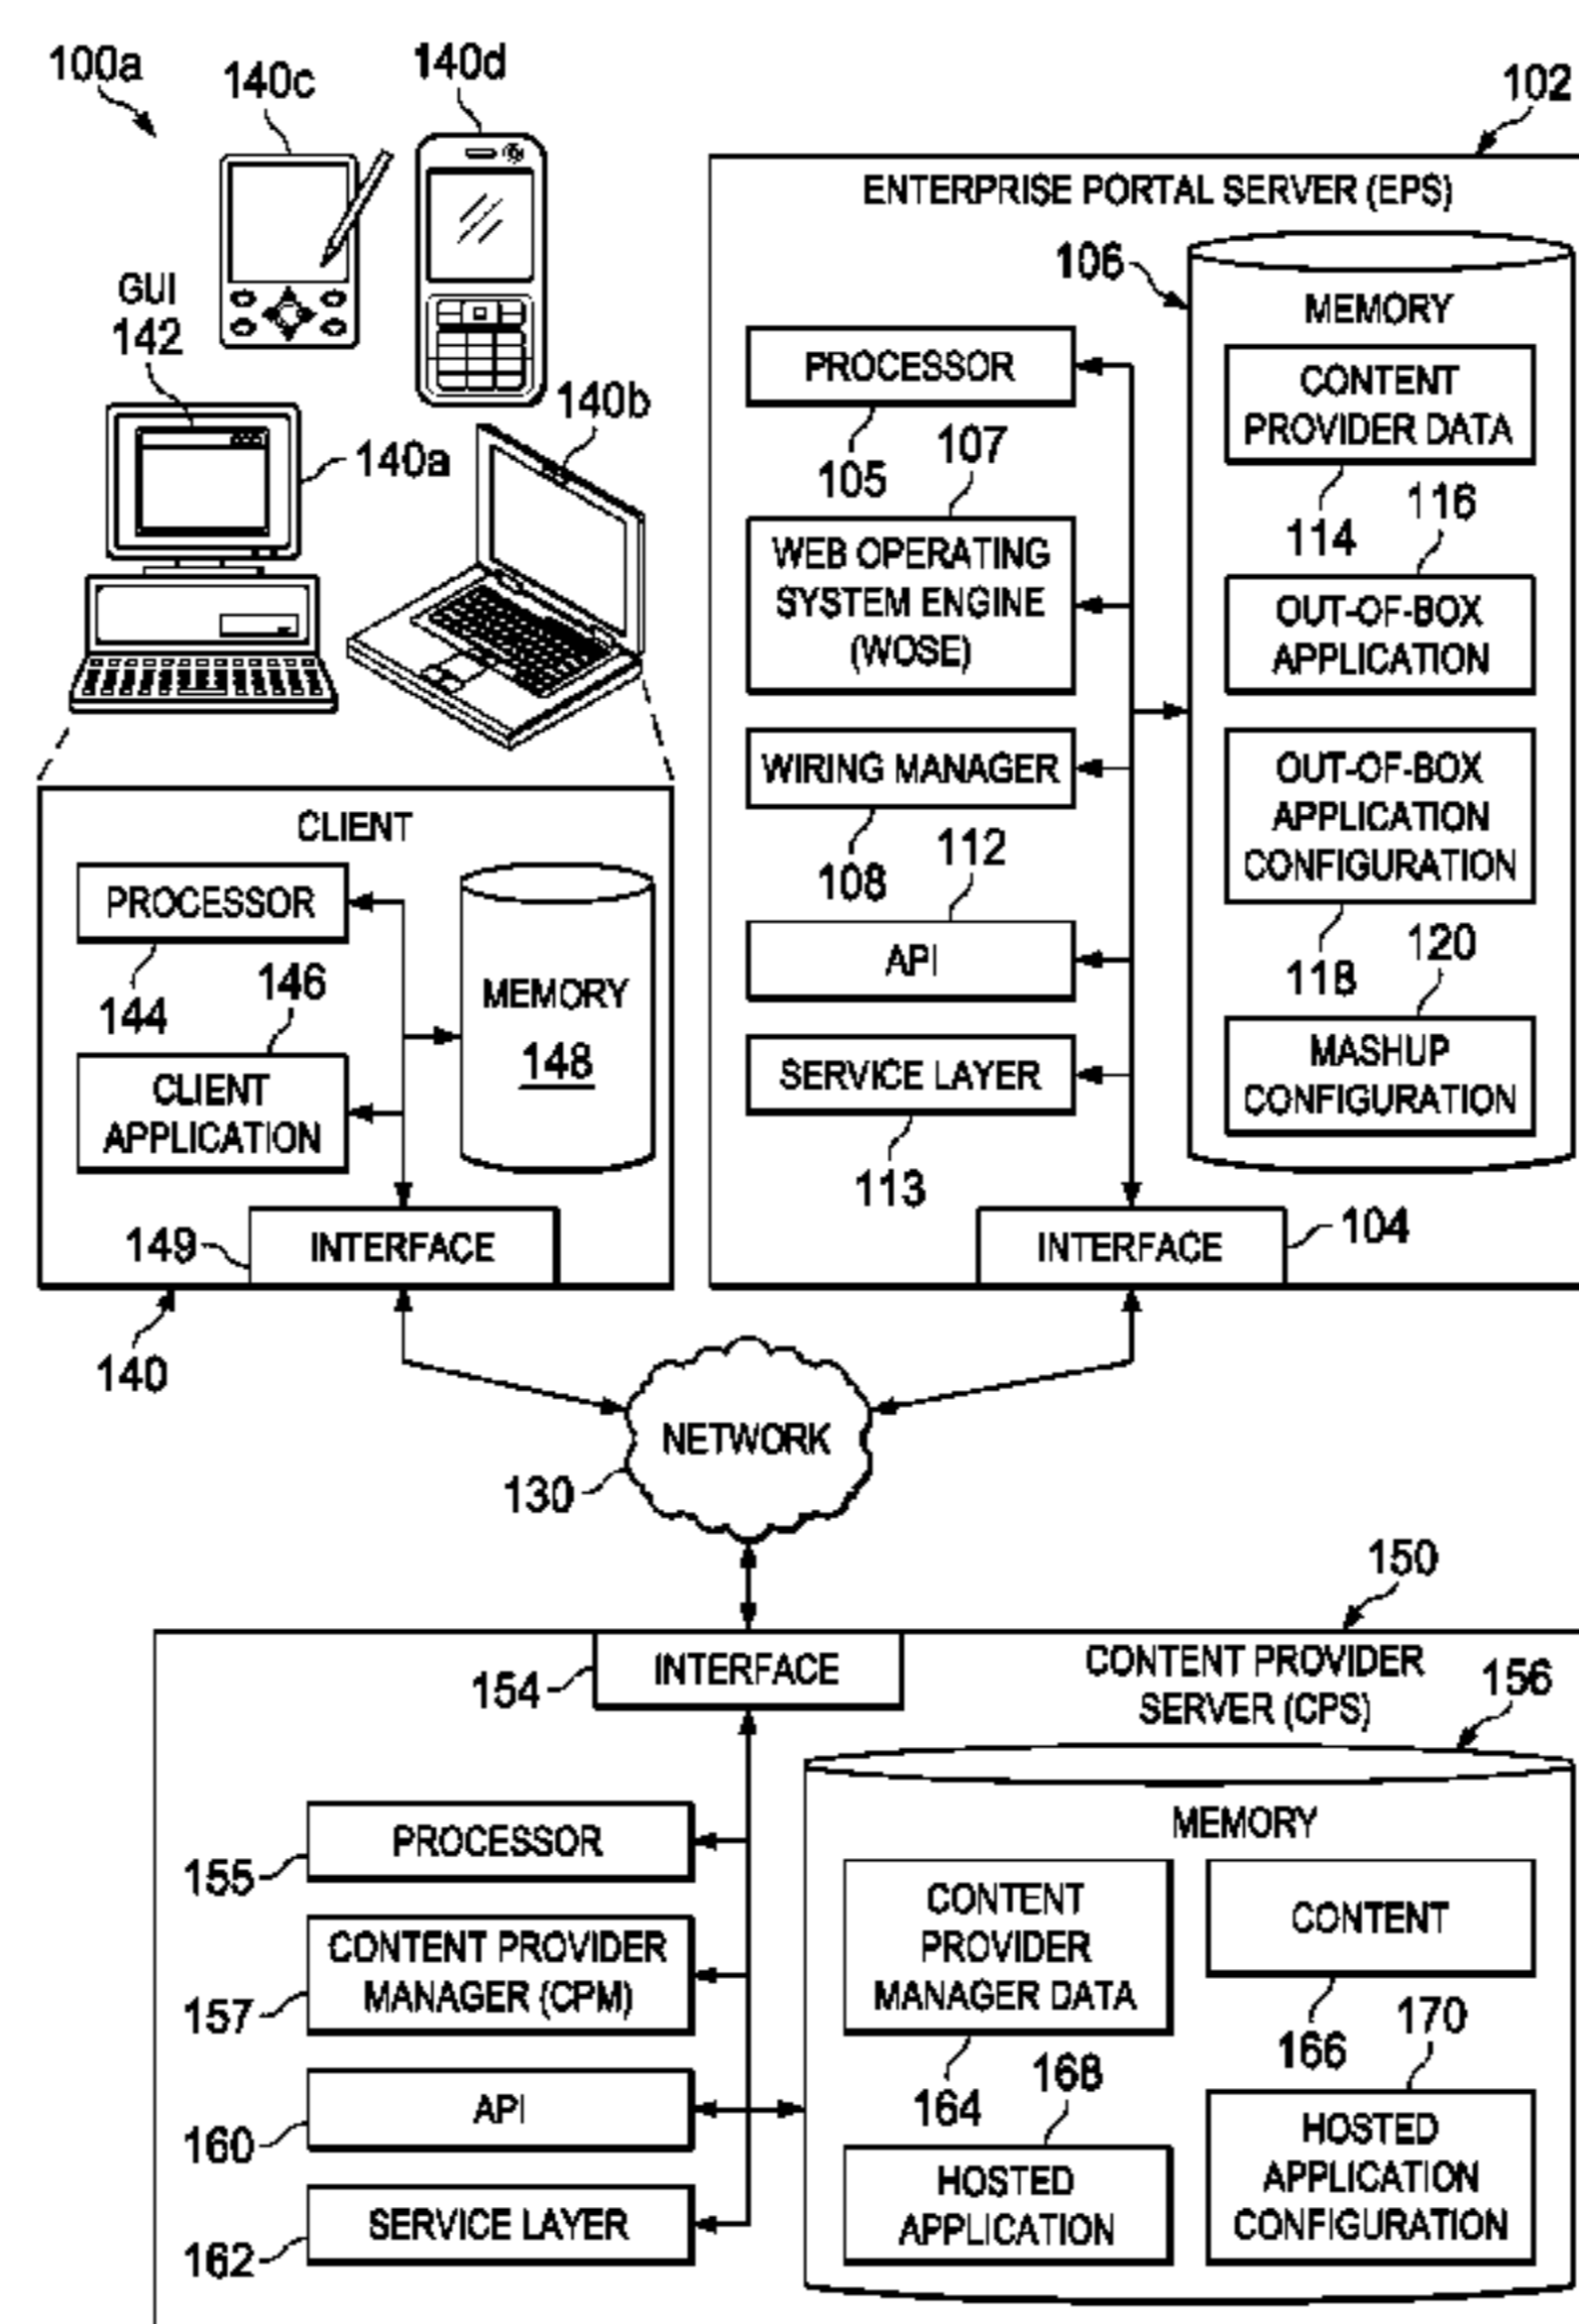 100a
140c
140d
GUI
142
140a
140b
102
ENTERPRISE PORTAL SERVER (EPS)
106
MEMORY
PROCESSOR
105
CONTENT
PROVIDER DATA
114
107
WEB OPERATING
SYSTEM ENGINE
(WOSE)
116
OUT-OF-BOX
APPLICATION
WIRING MANAGER
108
OUT-OF-BOX
APPLICATION
CONFIGURATION
118
112
API
120
MASHUP
CONFIGURATION
SERVICE LAYER
113
INTERFACE
104
CLIENT
PROCESSOR
144
146
CLIENT
APPLICATION
MEMORY
148
149
INTERFACE
140
NETWORK
130
150
INTERFACE
154
CONTENT PROVIDER
SERVER (CPS)
156
MEMORY
PROCESSOR
155
CONTENT PROVIDER
MANAGER (CPM)
157
API
160
SERVICE LAYER
162
CONTENT
PROVIDER
MANAGER DATA
164
CONTENT
166
168
HOSTED
APPLICATION
170
HOSTED
APPLICATION
CONFIGURATION